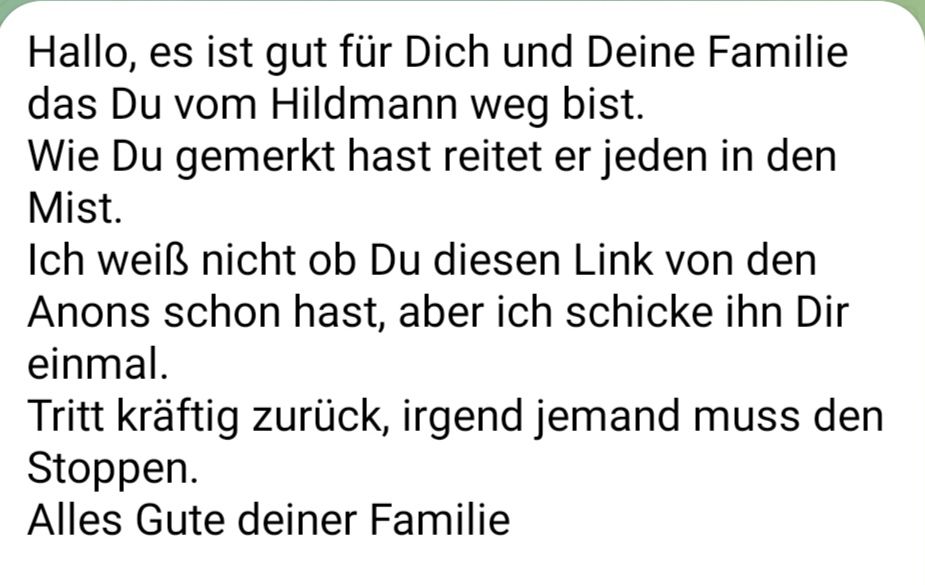 Hallo, es ist gut für Dich und Deine Familie
das Du vom Hildmann weg bist.
Wie Du gemerkt hast reitet er jeden in den
Mist.
Ich weiß nicht ob Du diesen Link von den
Anons schon hast, aber ich schicke ihn Dir
einmal.
Tritt kräftig zurück, irgend jemand muss den
Stoppen.
Alles Gute deiner Familie